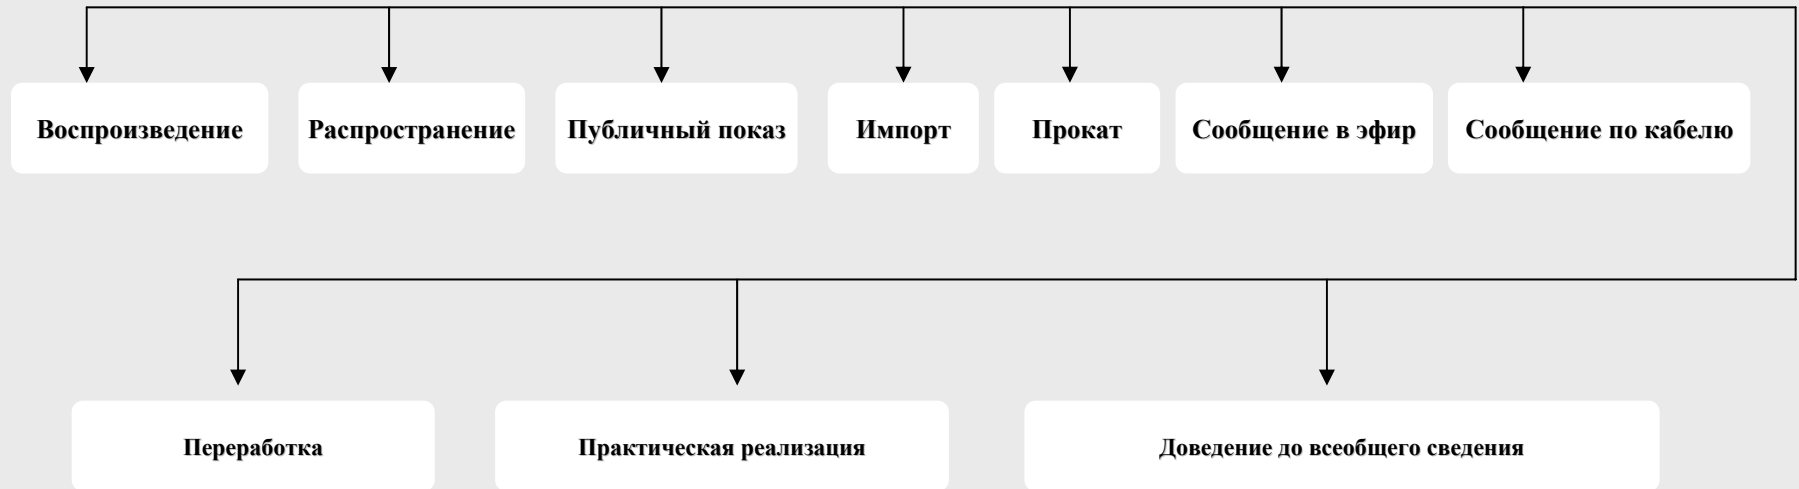 Воспроизведение
Распространение
Публичный показ
Импорт
Прокат
Сообщение в эфир
Сообщение по кабелю
Переработка
Практическая реализация
Доведение до всеобщего сведения